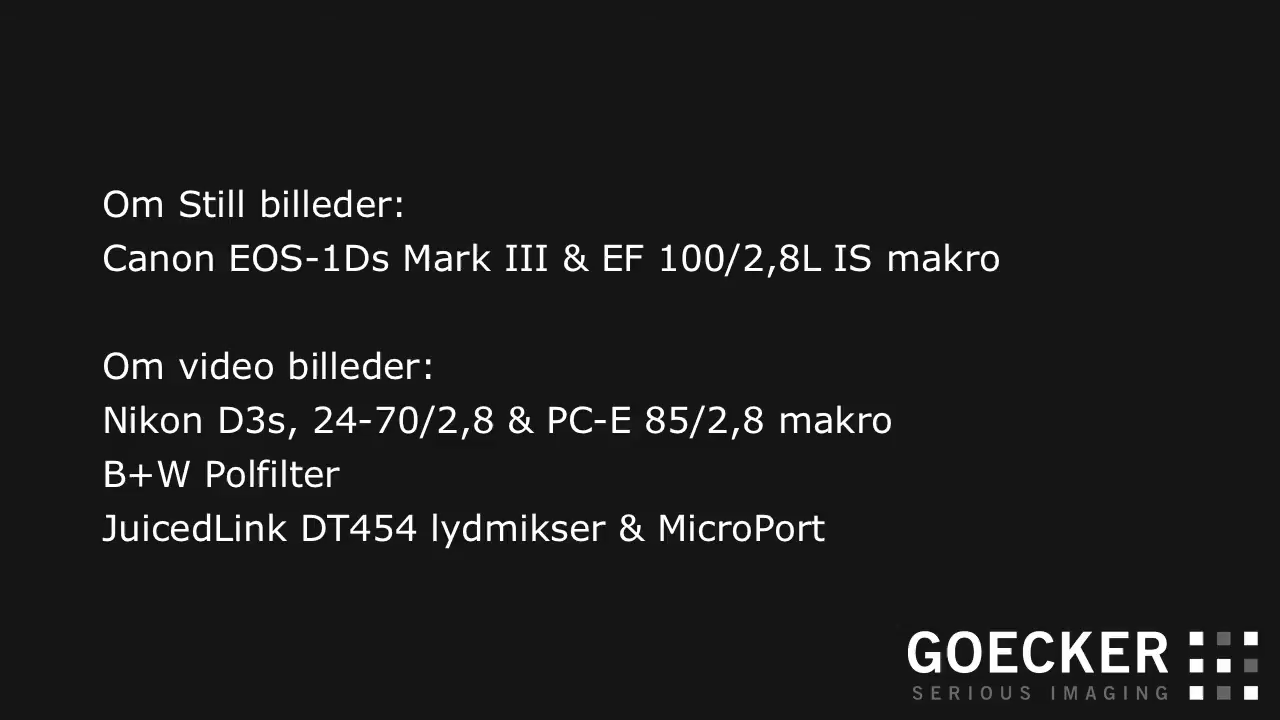 Om Still billeder:
Canon EOS-1Ds Mark III & EF 100/2,8L IS makro
Om video billeder:
Nikon D3s, 24-70/2,8 & PC-E 85/2,8 makro
B+W Polfilter
JuicedLink DT454 lydmikser & MicroPort
GOECKER
SERIOUS IMAGING